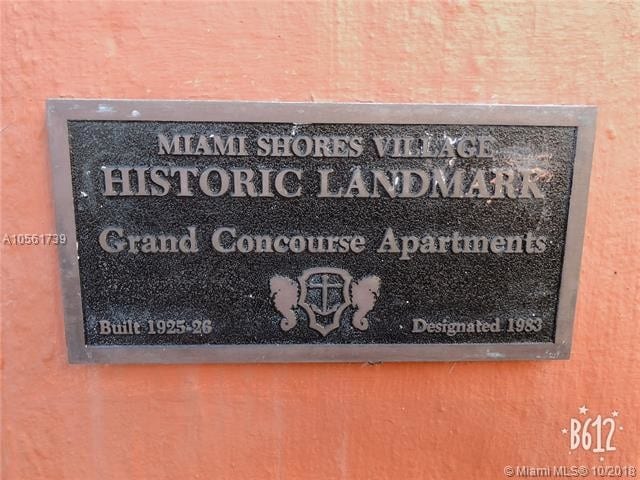 MIAMI SHORES VILLAGE
HISTORIC LANDMARK
A10561739
Grand Concourse Apartments
Built 1925-26
Designated 1983
B612
© Miami MLS® 10/2018